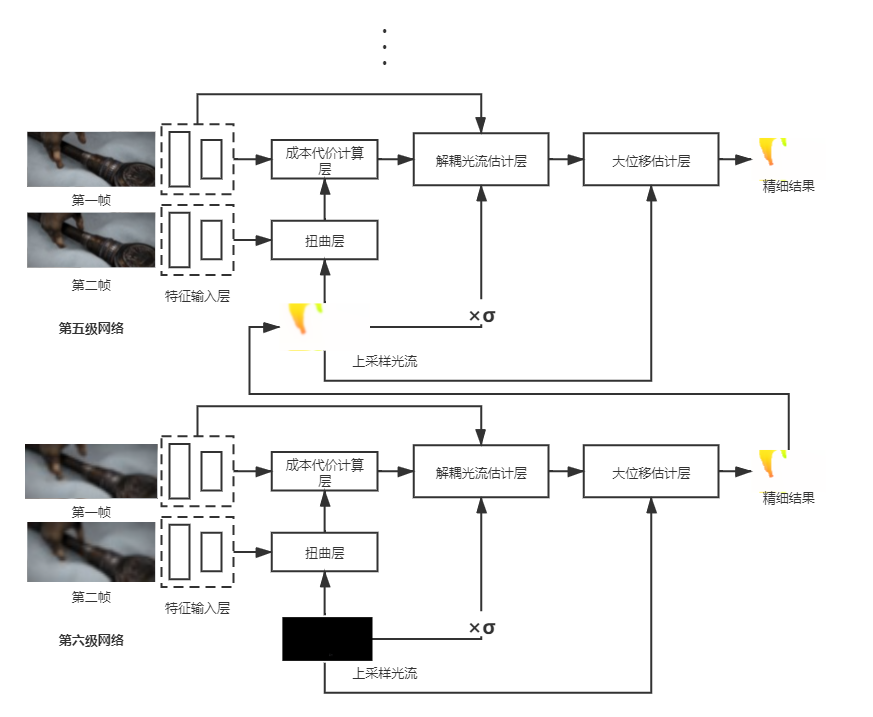 成本代价计算
层
解耦光流估计层
大位移估计层
精细结果
第一帧
扭曲层
第二帧
特征输入层
×σ
第五级网络
上采样光流
成本代价计算
层
解耦光流估计层
大位移估计层
精细结果
第一帧
扭曲层
第二帧
特征输入层
×σ
第六级网络
上采样光流